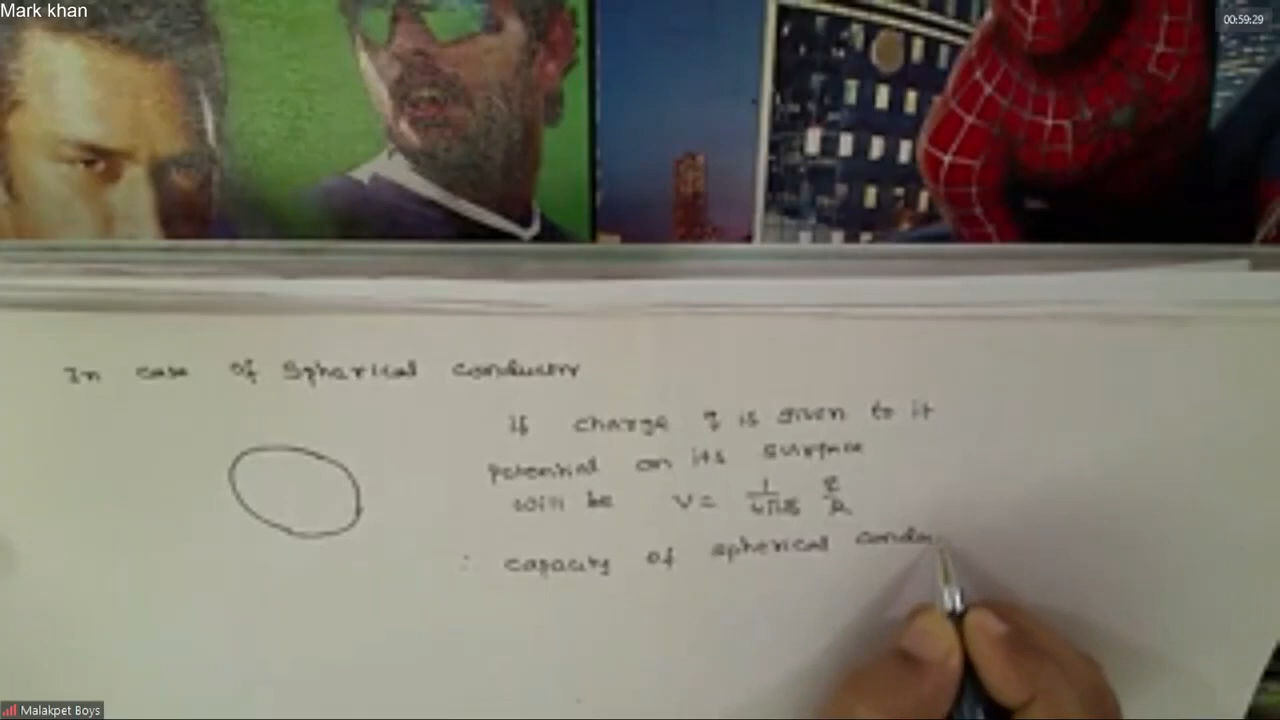 Mark khan
00:59:29
In case of Spherical conductor
If charge q is given to it
Potential on its surface
will be V = 1/4πε q/R
∴ capacity of spherical condu
Malakpet Boys